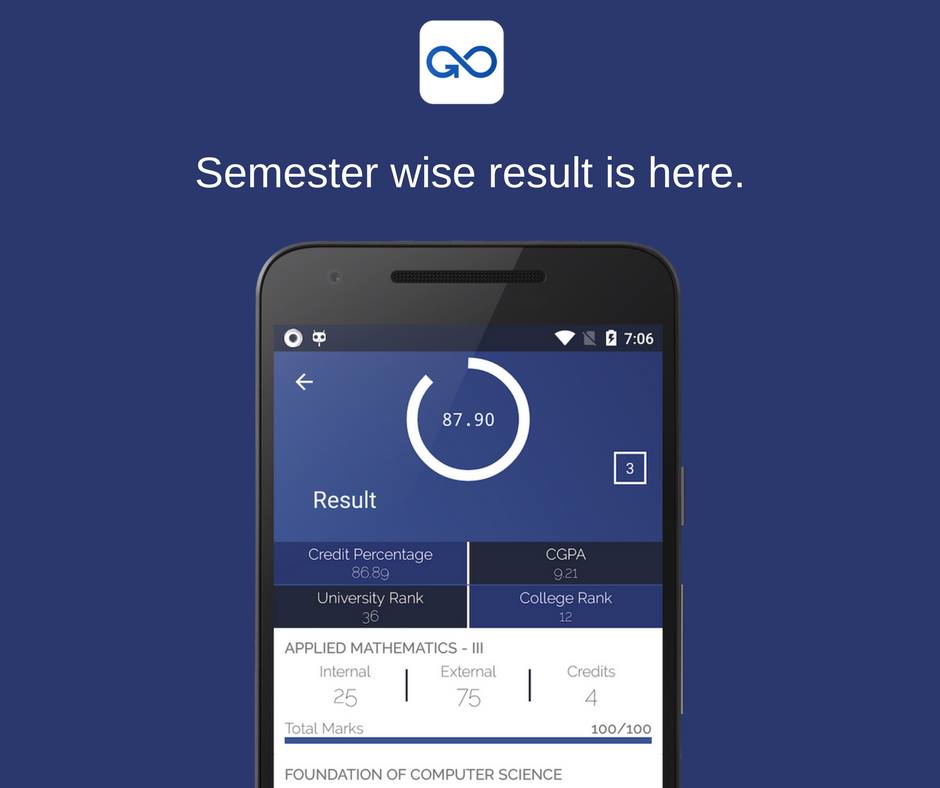 GO
Semester wise result is here.
7:06
87.90
3
Result
Credit Percentage
86.89
CGPA
9.21
University Rank
36
College Rank
12
APPLIED MATHEMATICS - III
Internal External Credits
25 75 4
Total Marks 100/100
FOUNDATION OF COMPUTER SCIENCE